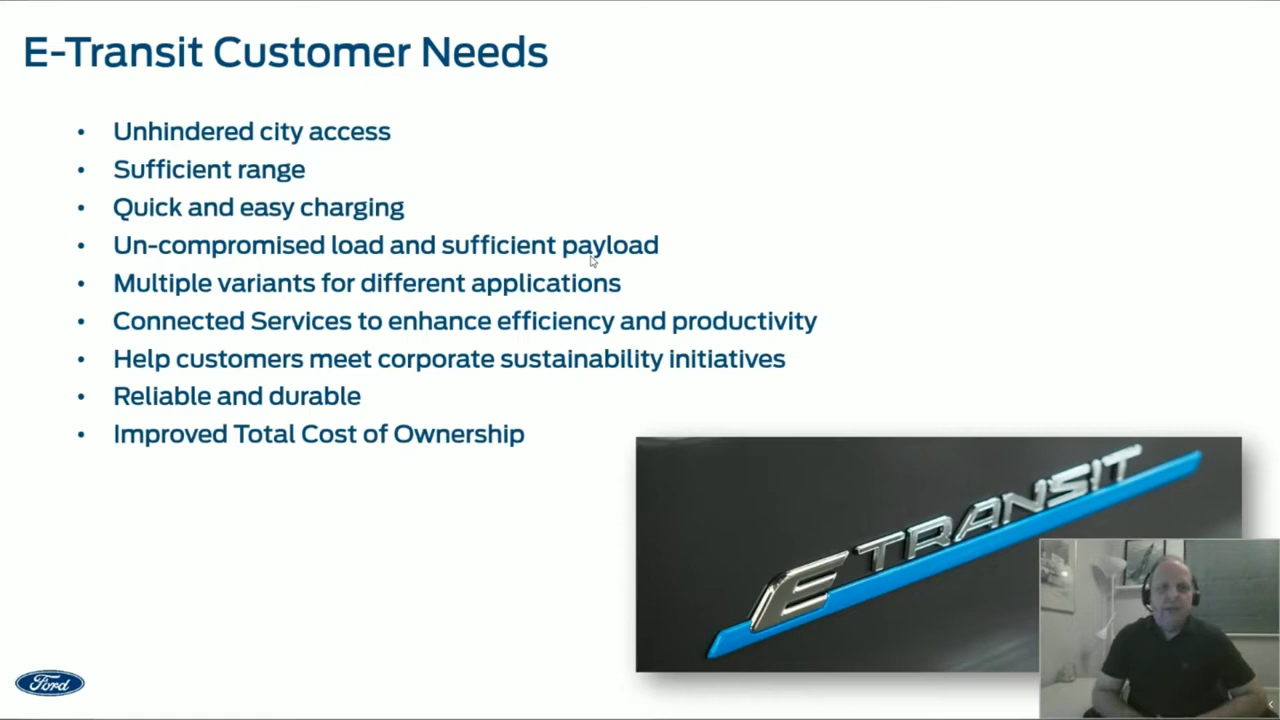 E-Transit Customer Needs
• Unhindered city access
• Sufficient range
• Quick and easy charging
• Un-compromised load and sufficient payload
• Multiple variants for different applications
• Connected Services to enhance efficiency and productivity
• Help customers meet corporate sustainability initiatives
• Reliable and durable
• Improved Total Cost of Ownership
E TRANSIT
Ford